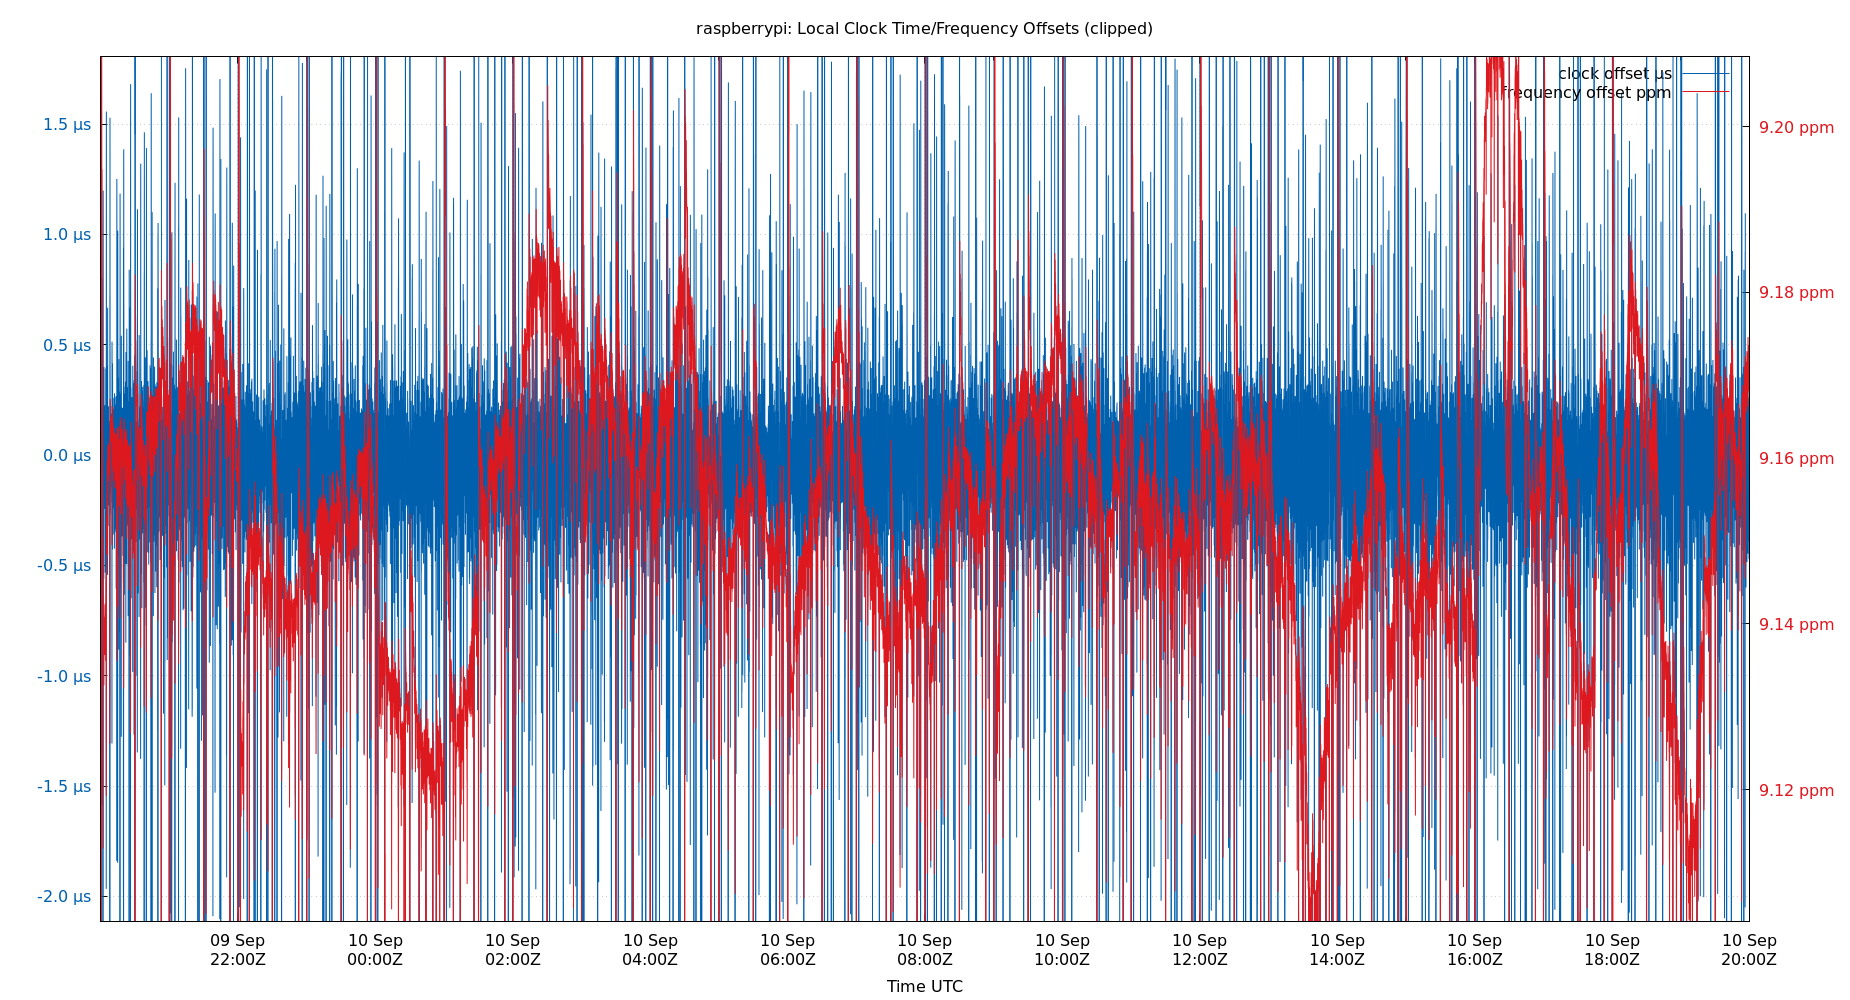 raspberrypi: Local Clock Time/Frequency Offsets (clipped)
clock offset µs
frequency offset ppm
1.5 µs
1.0 µs
0.5 µs
0.0 µs
-0.5 µs
-1.0 µs
-1.5 µs
-2.0 µs
9.20 ppm
9.18 ppm
9.16 ppm
9.14 ppm
9.12 ppm
09 Sep
22:00Z
10 Sep
00:00Z
10 Sep
02:00Z
10 Sep
04:00Z
10 Sep
06:00Z
10 Sep
08:00Z
10 Sep
10:00Z
10 Sep
12:00Z
10 Sep
14:00Z
10 Sep
16:00Z
10 Sep
18:00Z
10 Sep
20:00Z
Time UTC